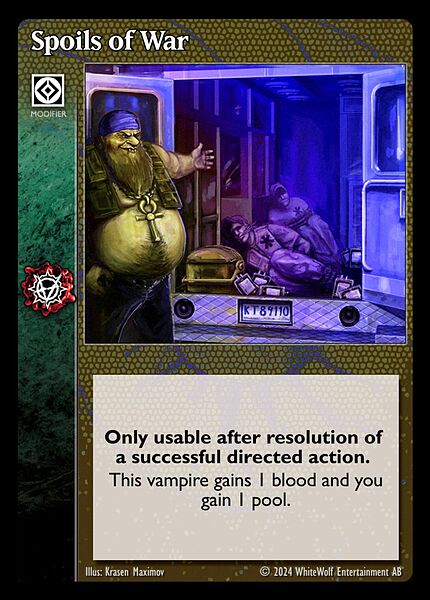 Spoils of War
MODIFIER
KT89110
Only usable after resolution of
a successful directed action.
This vampire gains 1 blood and you
gain 1 pool.
Illus: Krasen Maximov
© 2024 WhiteWolf Entertainment AB